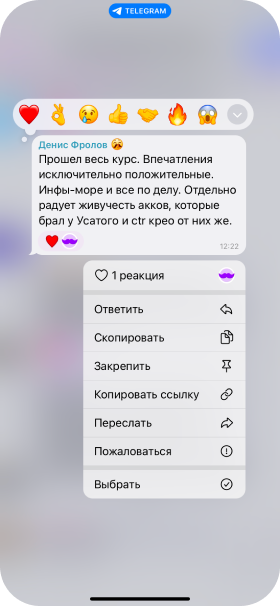 TELEGRAM
Денис Фролов
Прошел весь курс. Впечатления
исключительно положительные.
Инфы-море и все по делу. Отдельно
радует живучесть акков, которые
брал у Усатого и ctr крео от них же.
12:22
1 реакция
Ответить
Скопировать
Закрепить
Копировать ссылку
Переслать
Пожаловаться
Выбрать